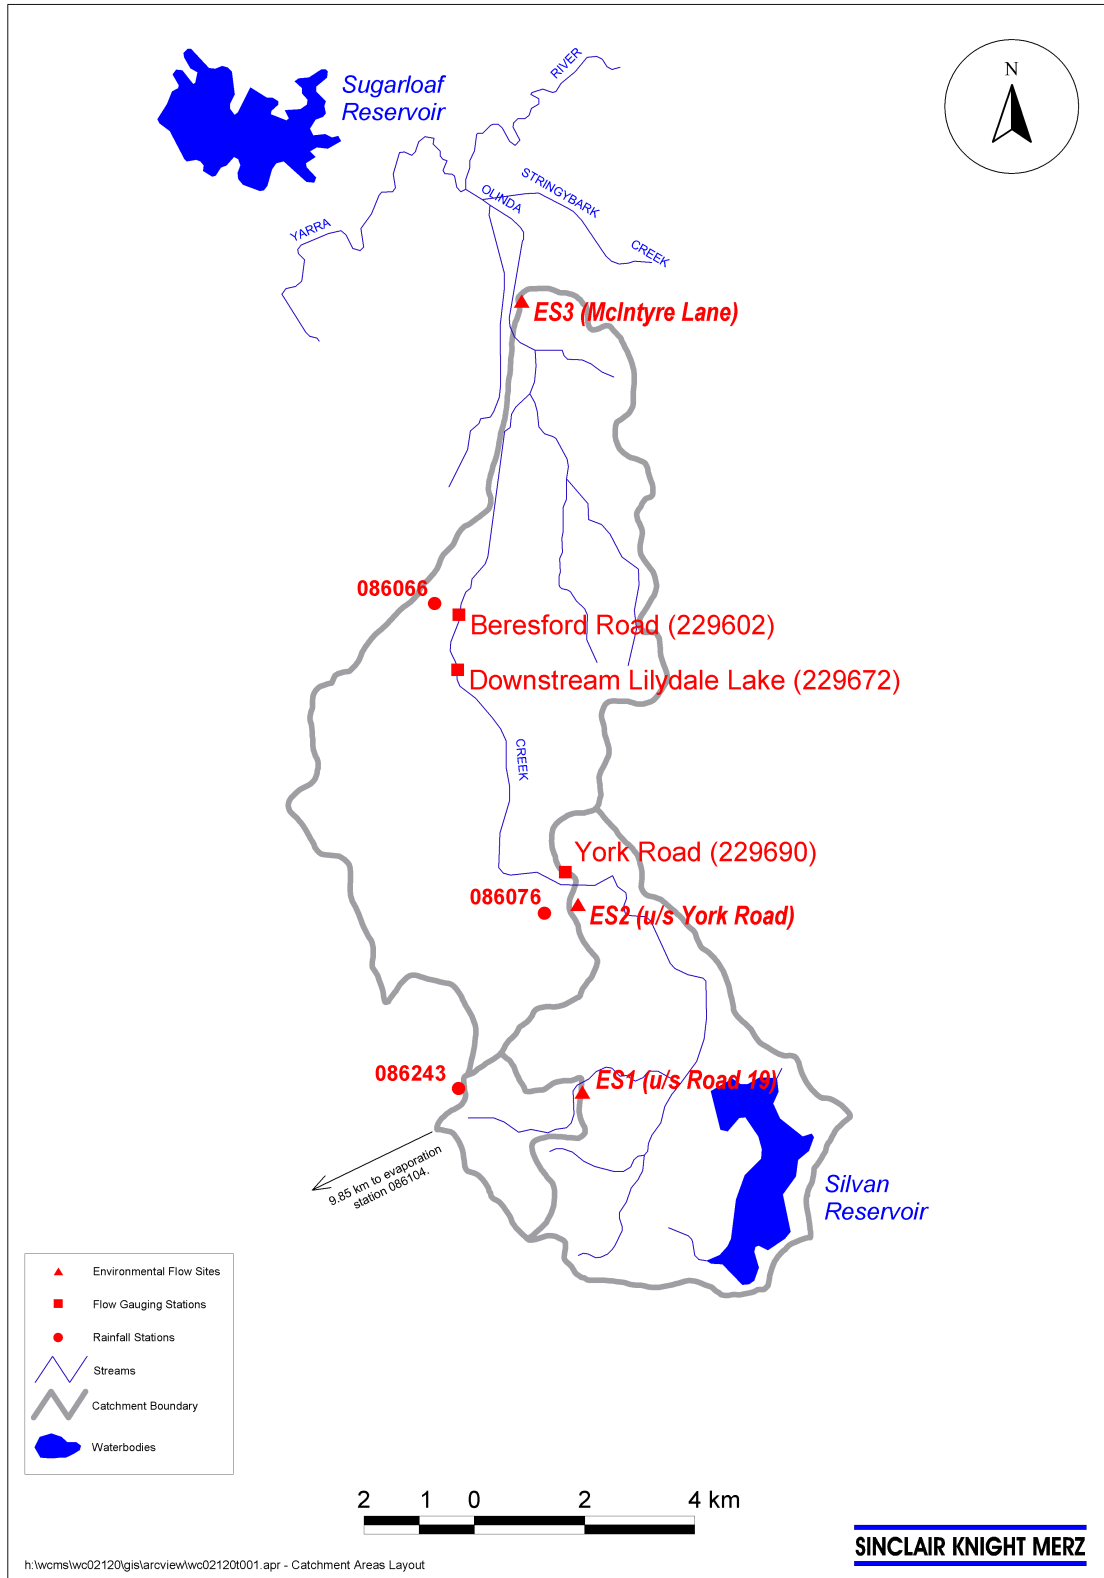 RIVER
N
Sugarloaf
Reservoir
STRINGYBARK
OLINDA
YARRA
CREEK
ES3 (McIntyre Lane)
086066
Beresford Road (229602)
Downstream Lilydale Lake (229672)
CREEK
York Road (229690)
086076
ES2 (u/s York Road)
086243
ES1 (u/s Road 19)
9.85 km to evaporation
station 086104.
Silvan
Reservoir
Environmental Flow Sites
Flow Gauging Stations
Rainfall Stations
Streams
Catchment Boundary
Waterbodies
2 1 0 2 4 km
SINCLAIR KNIGHT MERZ
h:\wcms\wc02120\gis\arcview\wc02120t001.apr - Catchment Areas Layout